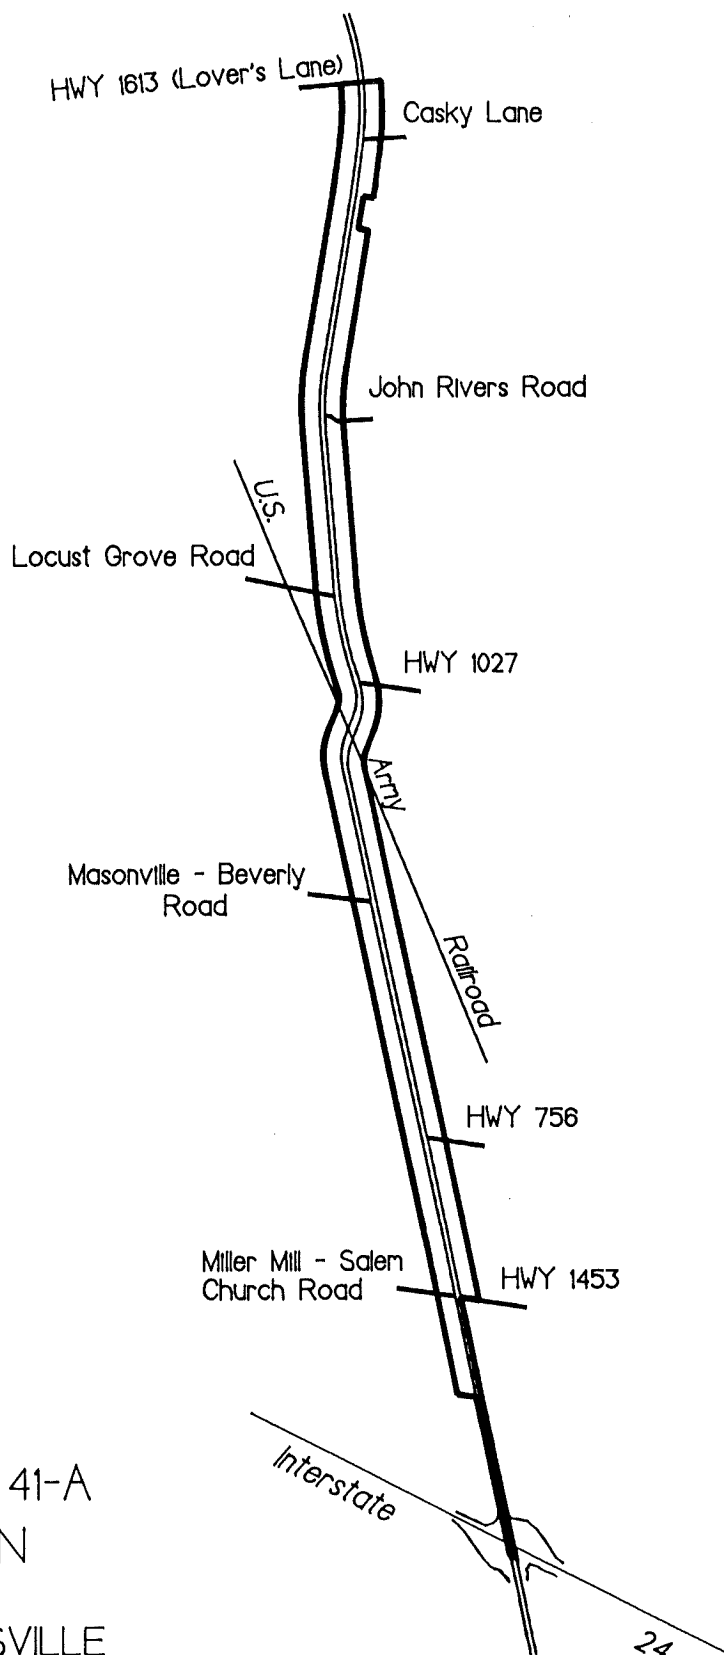 HWY 1613 (Lover's Lane)
Casky Lane
John Rivers Road
U.S.
Locust Grove Road
HWY 1027
Army
Masonville - Beverly
Road
Railroad
HWY 756
Miller Mill - Salem
Church Road
HWY 1453
Interstate
41-A
N
SVILLE
24